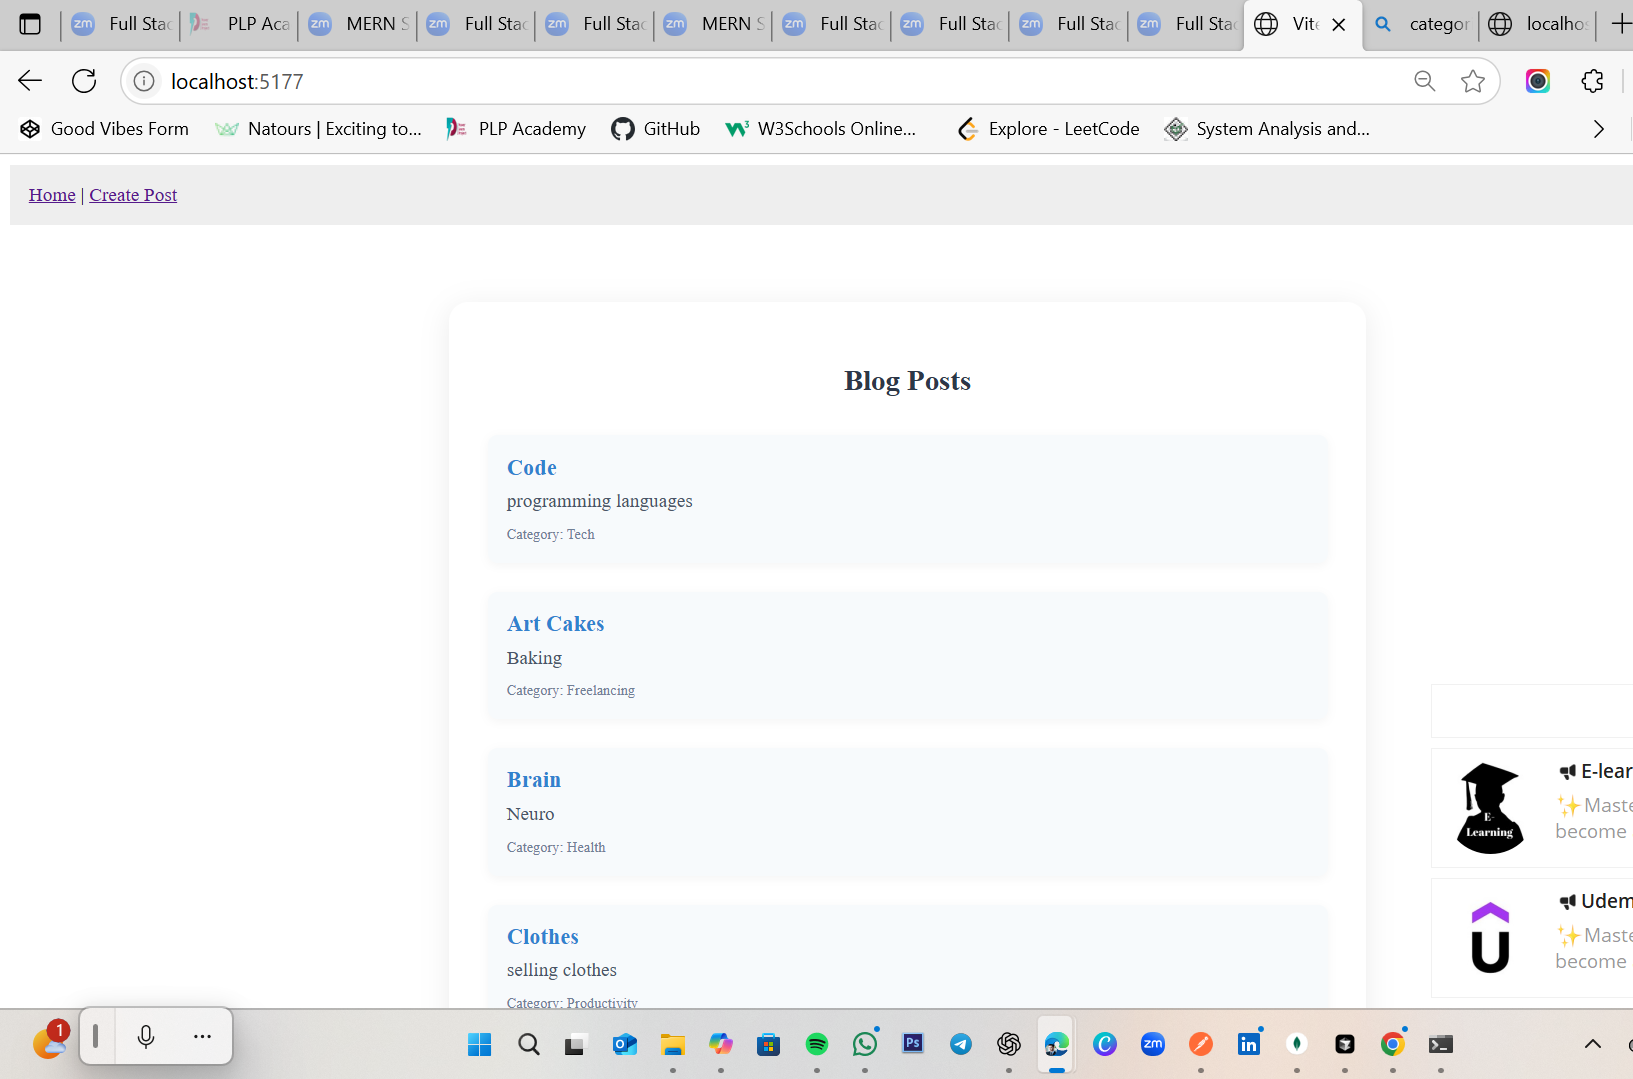 Full Stac
PLP Aca
MERN S
Full Stac
Full Stac
MERN S
Full Stac
Full Stac
Full Stac
Full Stac
Vite
categor
localhos
localhost:5177
Good Vibes Form
Natours | Exciting to...
PLP Academy
GitHub
W3Schools Online...
Explore - LeetCode
System Analysis and...
Home | Create Post
Blog Posts
Code
programming languages
Category: Tech
Art Cakes
Baking
Category: Freelancing
Brain
Neuro
Category: Health
Clothes
selling clothes
Category: Productivity
E-lear
✨Maste
become
E-
Learning
Udem
✨Maste
become
1